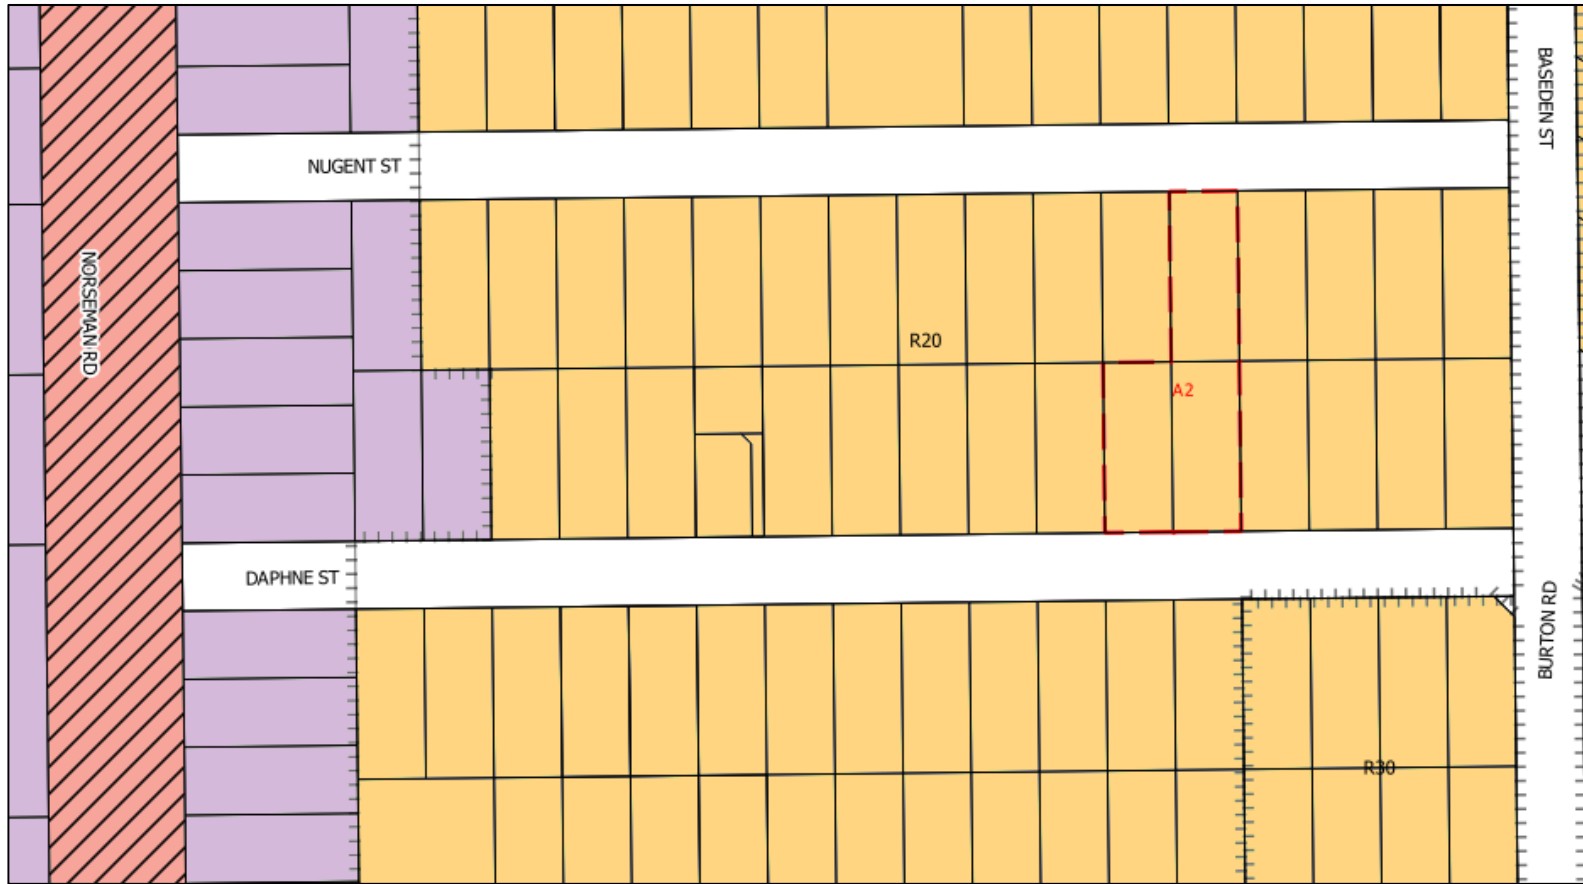 BASEDEN ST
NUGENT ST
NORSEMAN RD
R20
A2
DAPHNE ST
BURTON RD
R30